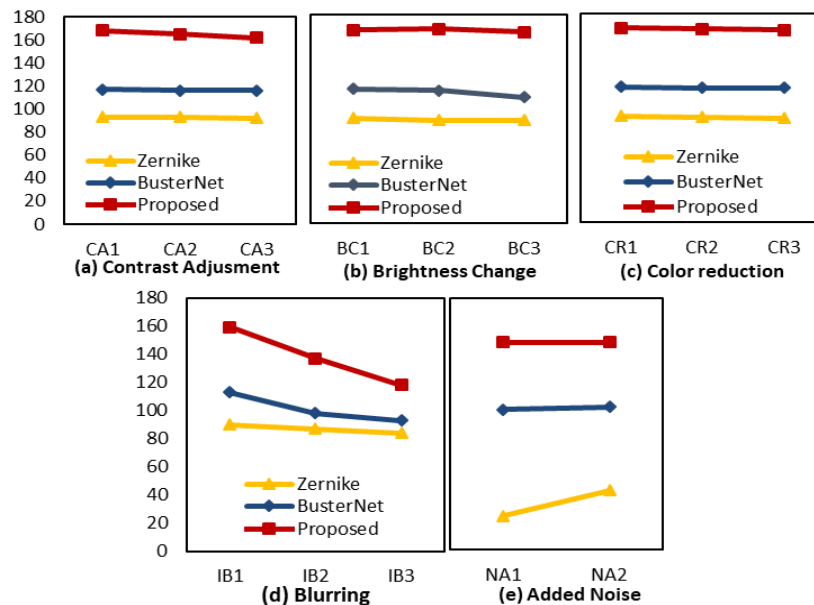 180
160
140
120
100
80
60
40
20
0
Zernike
BusterNet
Proposed
CA1 CA2 CA3
(a) Contrast Adjusment
Zernike
BusterNet
Proposed
BC1 BC2 BC3
(b) Brightness Change
Zernike
BusterNet
Proposed
CR1 CR2 CR3
(c) Color reduction
180
160
140
120
100
80
60
40
20
0
Zernike
BusterNet
Proposed
IB1 IB2 IB3
(d) Blurring
NA1 NA2
(e) Added Noise